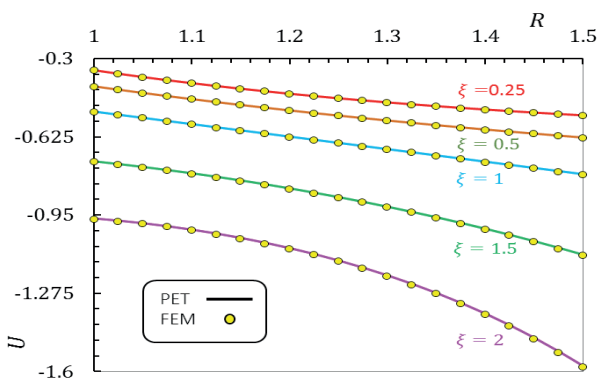 R
1 1.1 1.2 1.3 1.4 1.5
-0.3
ξ =0.25
-0.625
ξ = 0.5
ξ = 1
-0.95
ξ = 1.5
-1.275
PET
FEM
ξ = 2
U
-1.6